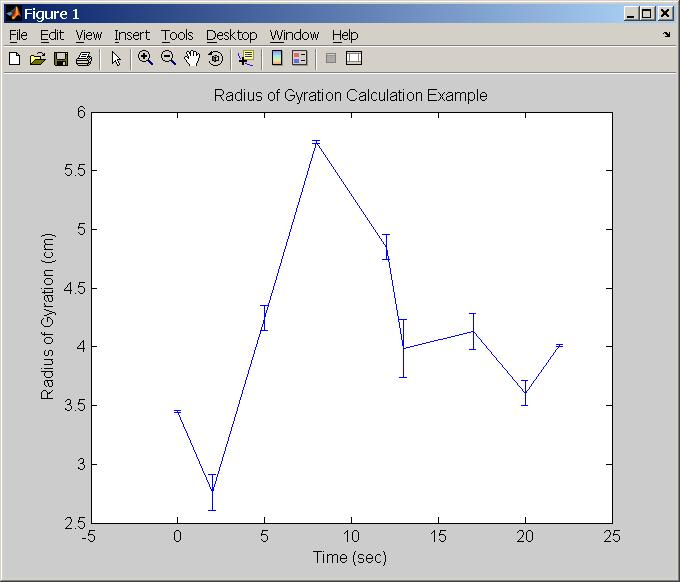 Figure 1
File Edit View Insert Tools Desktop Window Help
Radius of Gyration Calculation Example
6
5.5
5
4.5
4
3.5
3
2.5
Radius of Gyration (cm)
-5 0 5 10 15 20 25
Time (sec)